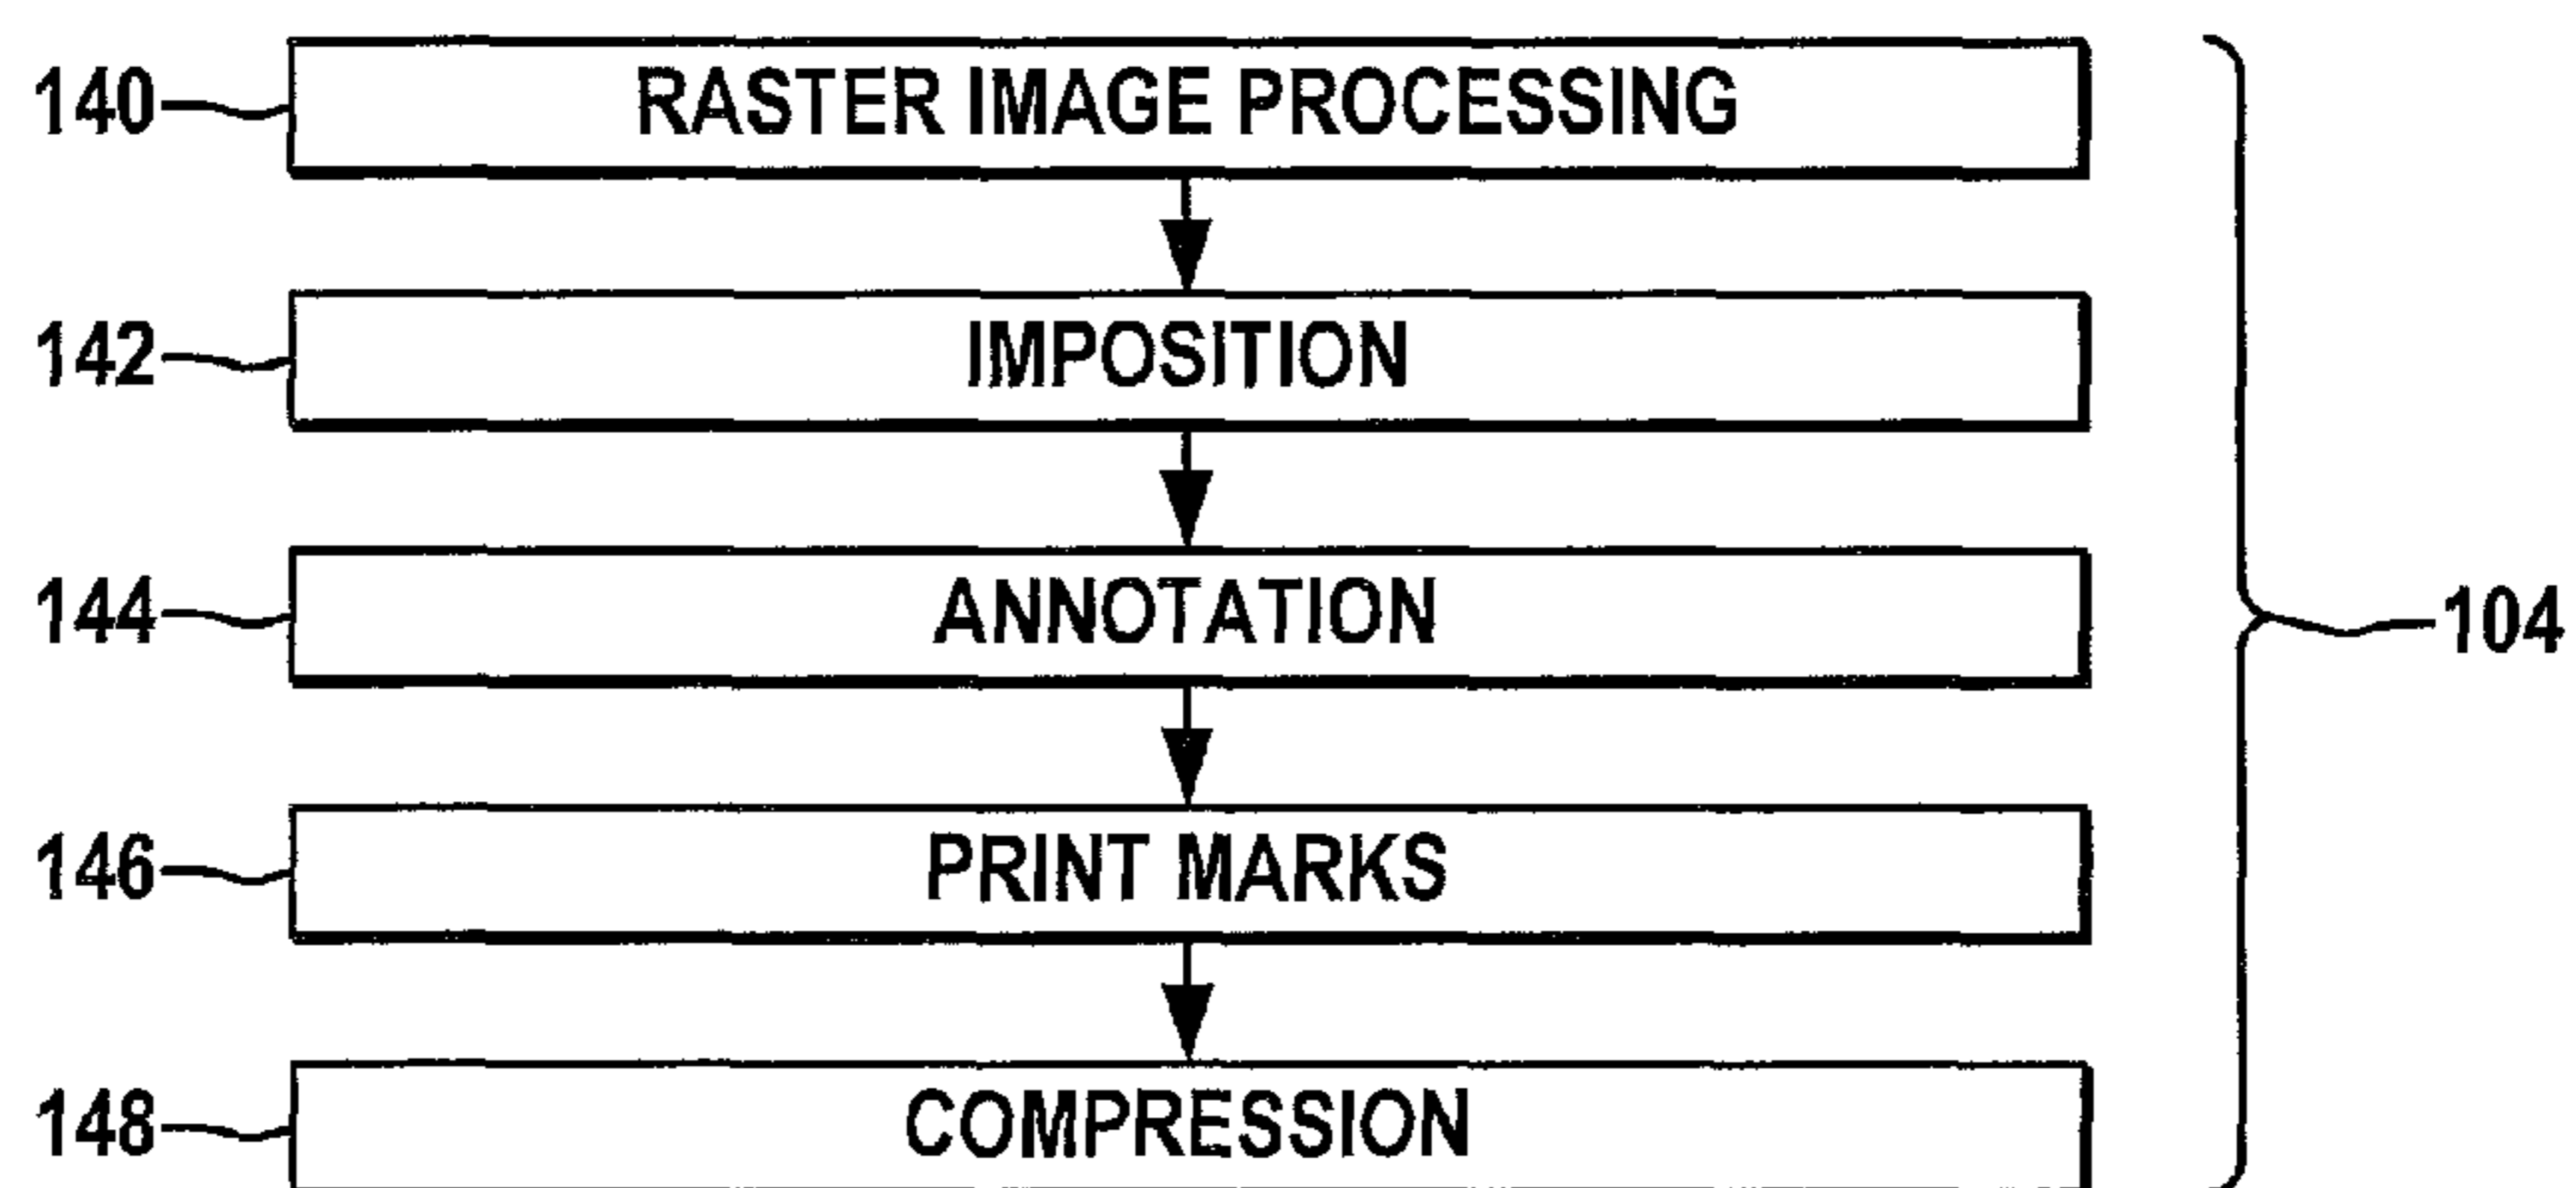 140 RASTER IMAGE PROCESSING
142 IMPOSITION
144 ANNOTATION
104
146 PRINT MARKS
148 COMPRESSION